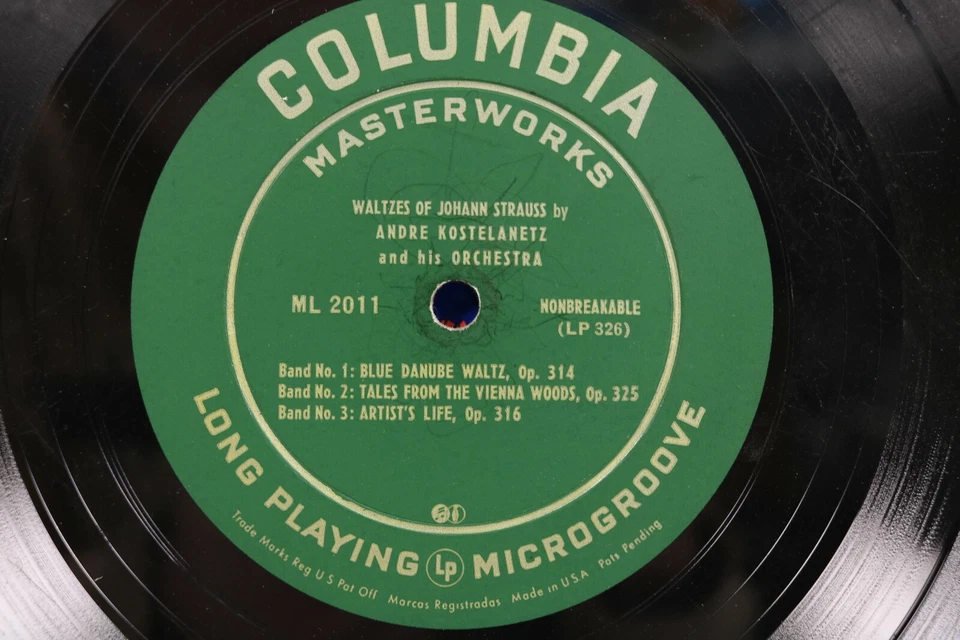 COLUMBIA
MASTERWORKS
WALTZES OF JOHANN STRAUSS by
ANDRE KOSTELANETZ
and his ORCHESTRA
ML 2011
NONBREAKABLE
(LP 326)
Band No. 1: BLUE DANUBE WALTZ, Op. 314
Band No. 2: TALES FROM THE VIENNA WOODS, Op. 325
Band No. 3: ARTIST'S LIFE, Op. 316
LONG PLAYING Lp MICROGROOVE
Trade Marks Reg U S Pat Off Marcas Registradas Made in U.S.A Pats Pending